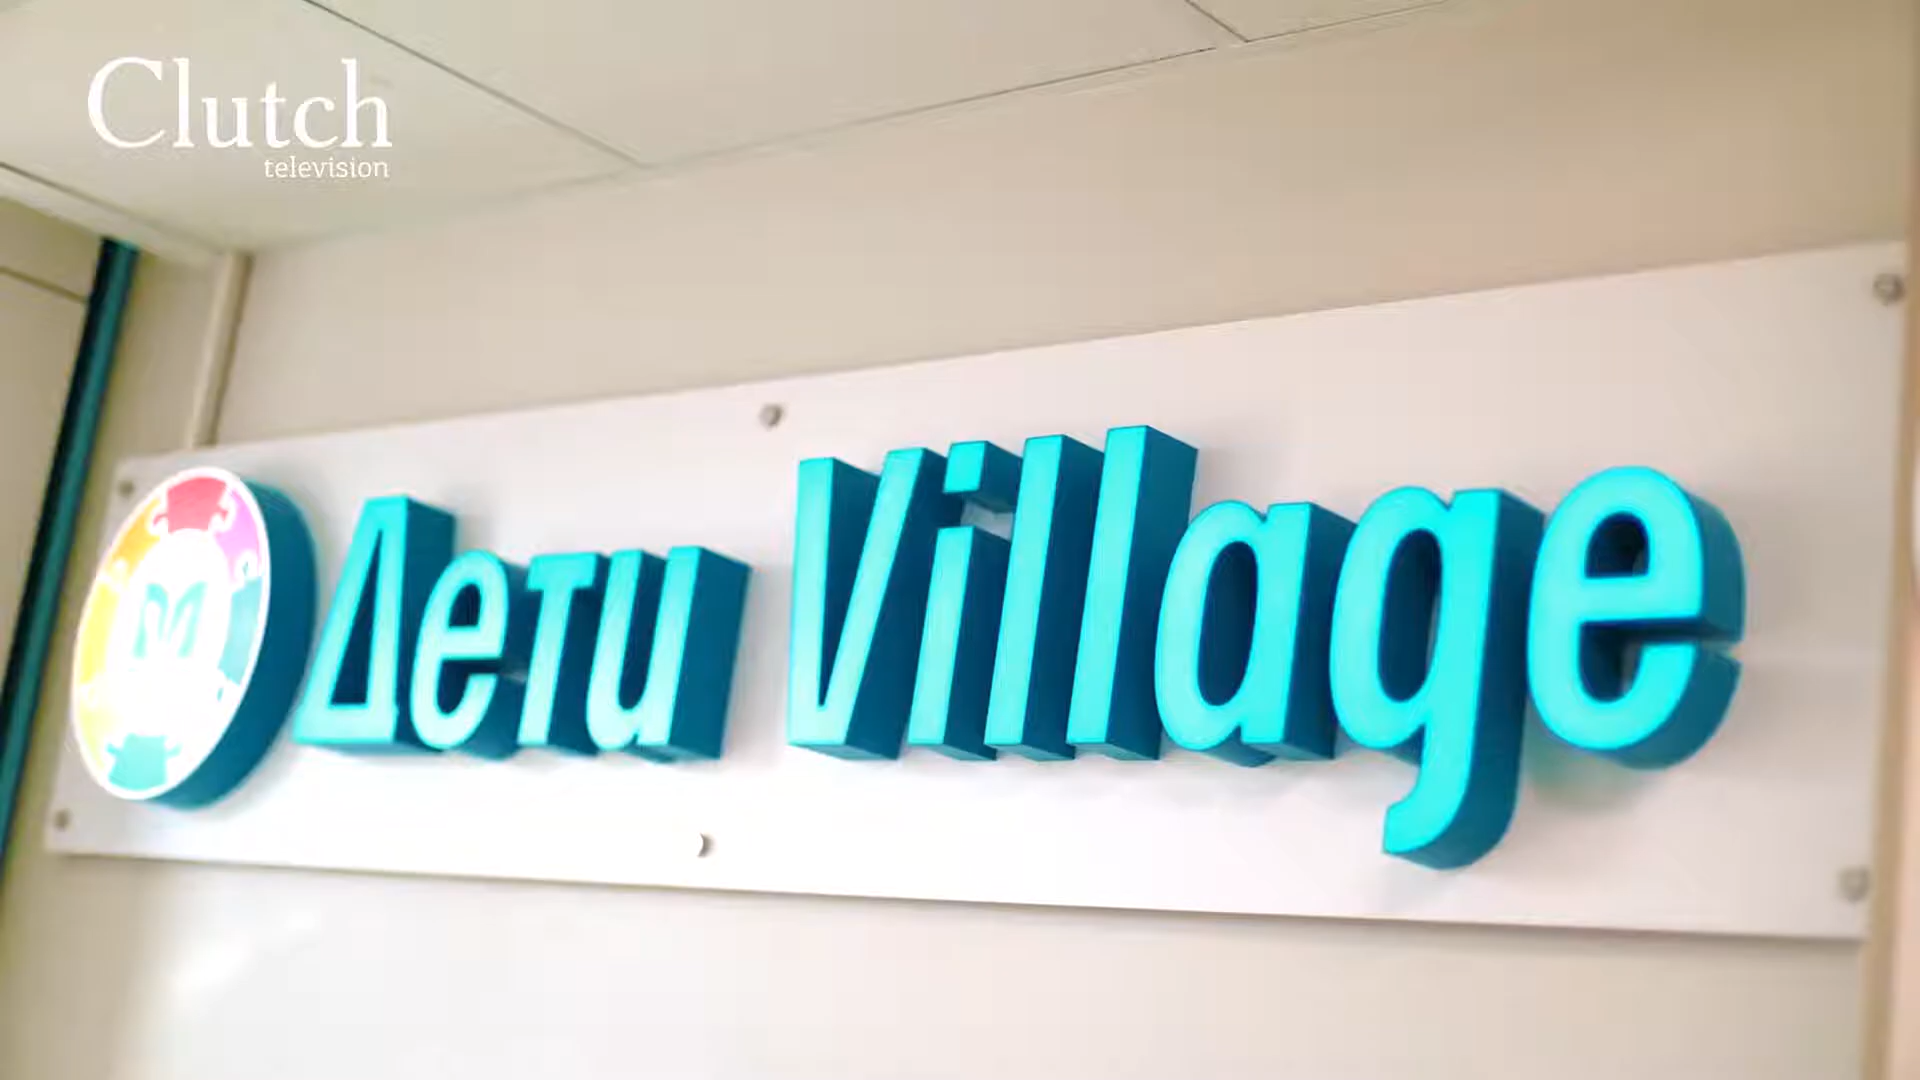 Clutch
television
Дети Village